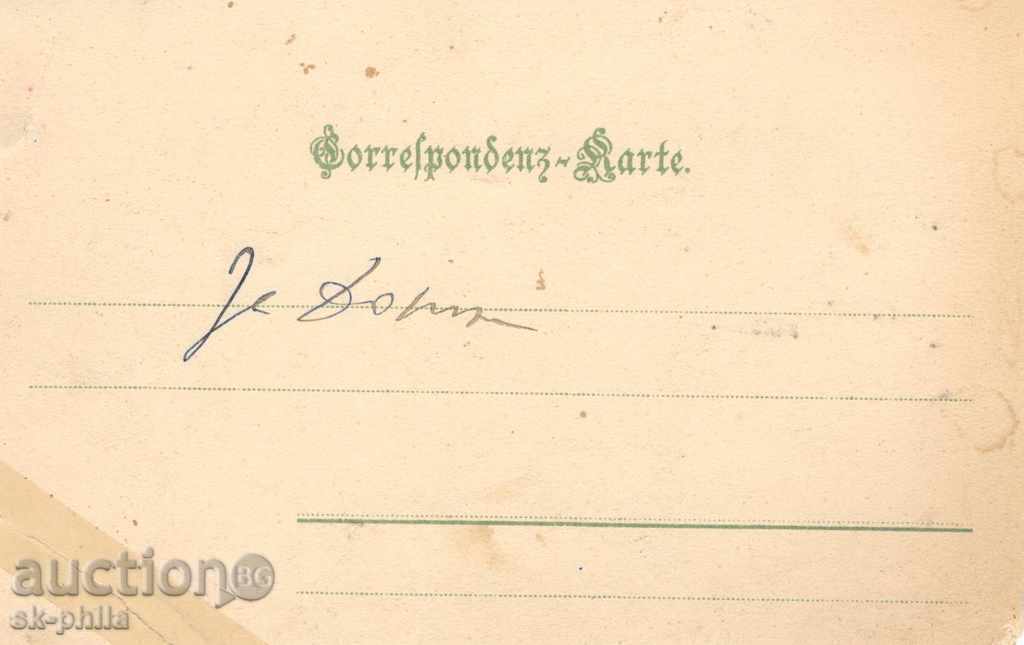 Correspondenz-Karte.
auction BG
sk-phila